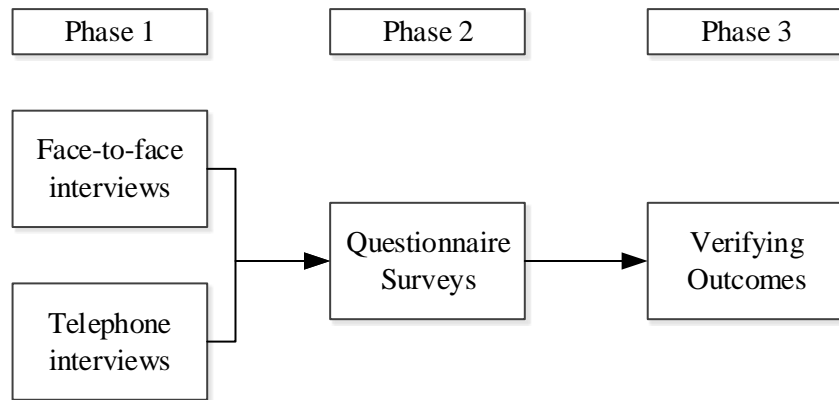 Phase 1
Phase 2
Phase 3
Face-to-face
interviews
Telephone
interviews
Questionnaire
Surveys
Verifying
Outcomes